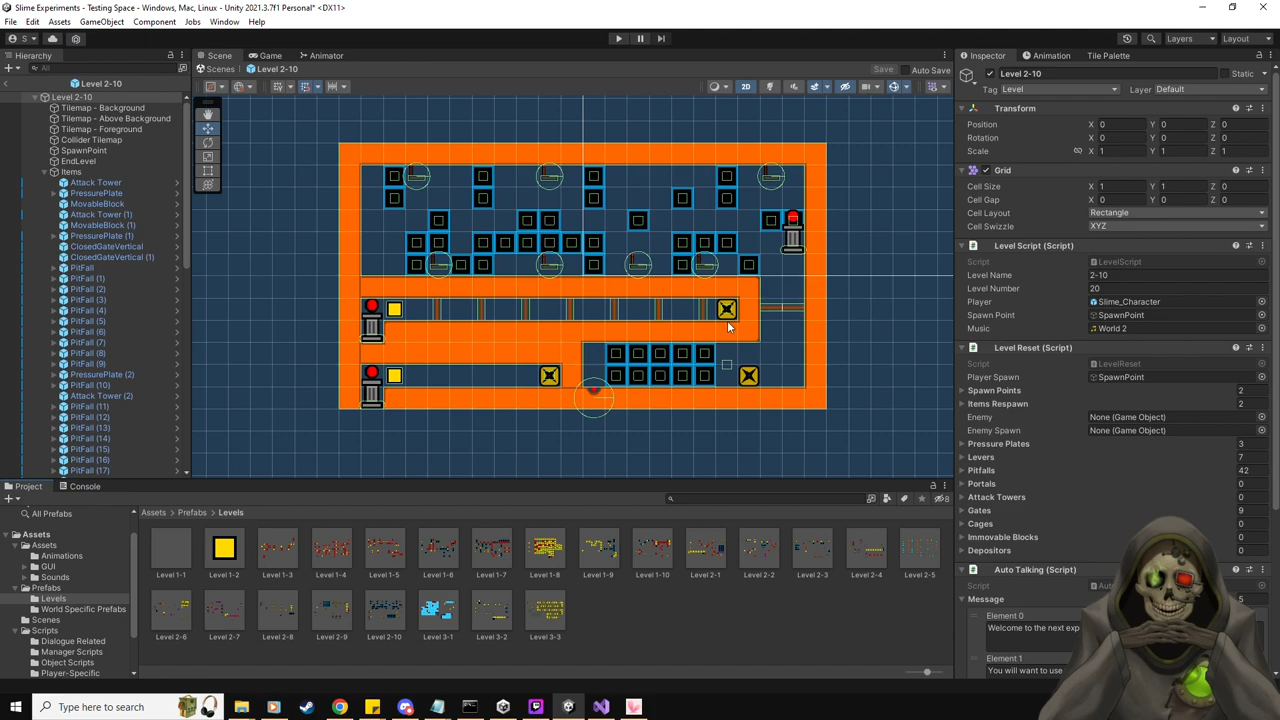 Slime Experiments - Testing Space - Windows, Mac, Linux - Unity 2021.3.7f1 Personal* <DX11>
File Edit Assets GameObject Component Jobs Window Help
S Layers Layout
Hierarchy Scene Game Animator Inspector Animation Tile Palette
All Scenes Level 2-10 Save Auto Save Level 2-10 Static
Level 2-10 2D Tag Level Layer Default
Level 2-10 Transform
Tilemap - Background Position X 0 Y 0 Z 0
Tilemap - Above Background Rotation X 0 Y 0 Z 0
Tilemap - Foreground Scale X 1 Y 1 Z 1
Collider Tilemap
SpawnPoint Grid
EndLevel Cell Size X 1 Y 1 Z 1
Items Cell Gap X 0 Y 0 Z 0
Attack Tower Cell Layout Rectangle
PressurePlate Cell Swizzle XYZ
MovableBlock
Attack Tower (1) Level Script (Script)
MovableBlock (1) Script LevelScript
PressurePlate (1) Level Name 2-10
ClosedGateVertical Level Number 20
ClosedGateVertical (1) Player Slime_Character
PitFall Spawn Point SpawnPoint
PitFall (1) Music World 2
PitFall (2)
PitFall (3) Level Reset (Script)
PitFall (4) Script LevelReset
PitFall (5) Player Spawn SpawnPoint
PitFall (6) Spawn Points 2
PitFall (7) Items Respawn 2
PitFall (8) Enemy None (Game Object)
PitFall (9) Enemy Spawn None (Game Object)
PressurePlate (2) Pressure Plates 3
PitFall (10) Levers 7
Attack Tower (2) Pitfalls 42
PitFall (11) Portals 0
PitFall (12) Attack Towers
PitFall (13) Gates 9
PitFall (14) Cages 0
PitFall (15) Immovable Blocks 0
PitFall (16) Depositors 0
PitFall (17)
Project Console
8
All Prefabs Assets Prefabs Levels
Assets
Animations
GUI
Sounds
Prefabs
Levels
World Specific Prefabs
Scenes
Scripts
Dialogue Related
Manager Scripts
Object Scripts
Player-Specific
Level 1-1 Level 1-2 Level 1-3 Level 1-4 Level 1-5 Level 1-6 Level 1-7 Level 1-8 Level 1-9 Level 1-10 Level 2-1 Level 2-2 Level 2-3 Level 2-4 Level 2-5
Level 2-6 Level 2-7 Level 2-8 Level 2-9 Level 2-10 Level 3-1 Level 3-2 Level 3-3
Auto Talking (Script)
Script
Message 5
Element 0
Welcome to the next exp
Element 1
You will want to use
Type here to search